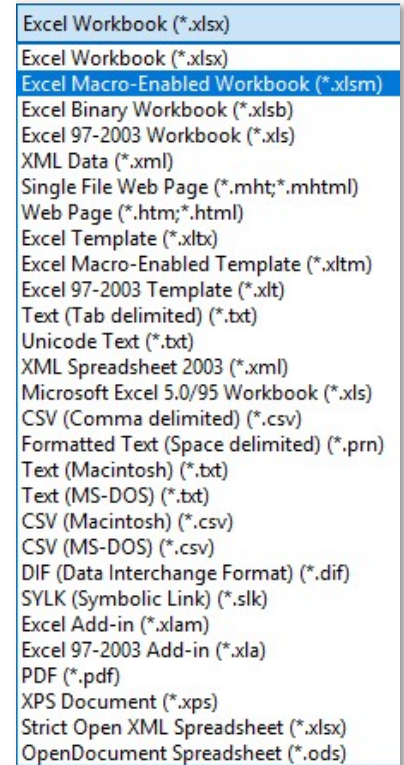 Excel Workbook (*.xlsx)
Excel Workbook (*.xlsx)
Excel Macro-Enabled Workbook (*.xlsm)
Excel Binary Workbook (*.xlsb)
Excel 97-2003 Workbook (*.xls)
XML Data (*.xml)
Single File Web Page (*.mht;*.mhtml)
Web Page (*.htm;*.html)
Excel Template (*.xltx)
Excel Macro-Enabled Template (*.xltm)
Excel 97-2003 Template (*.xlt)
Text (Tab delimited) (*.txt)
Unicode Text (*.txt)
XML Spreadsheet 2003 (*.xml)
Microsoft Excel 5.0/95 Workbook (*.xls)
CSV (Comma delimited) (*.csv)
Formatted Text (Space delimited) (*.prn)
Text (Macintosh) (*.txt)
Text (MS-DOS) (*.txt)
CSV (Macintosh) (*.csv)
CSV (MS-DOS) (*.csv)
DIF (Data Interchange Format) (*.dif)
SYLK (Symbolic Link) (*.slk)
Excel Add-in (*.xlam)
Excel 97-2003 Add-in (*.xla)
PDF (*.pdf)
XPS Document (*.xps)
Strict Open XML Spreadsheet (*.xlsx)
OpenDocument Spreadsheet (*.ods)